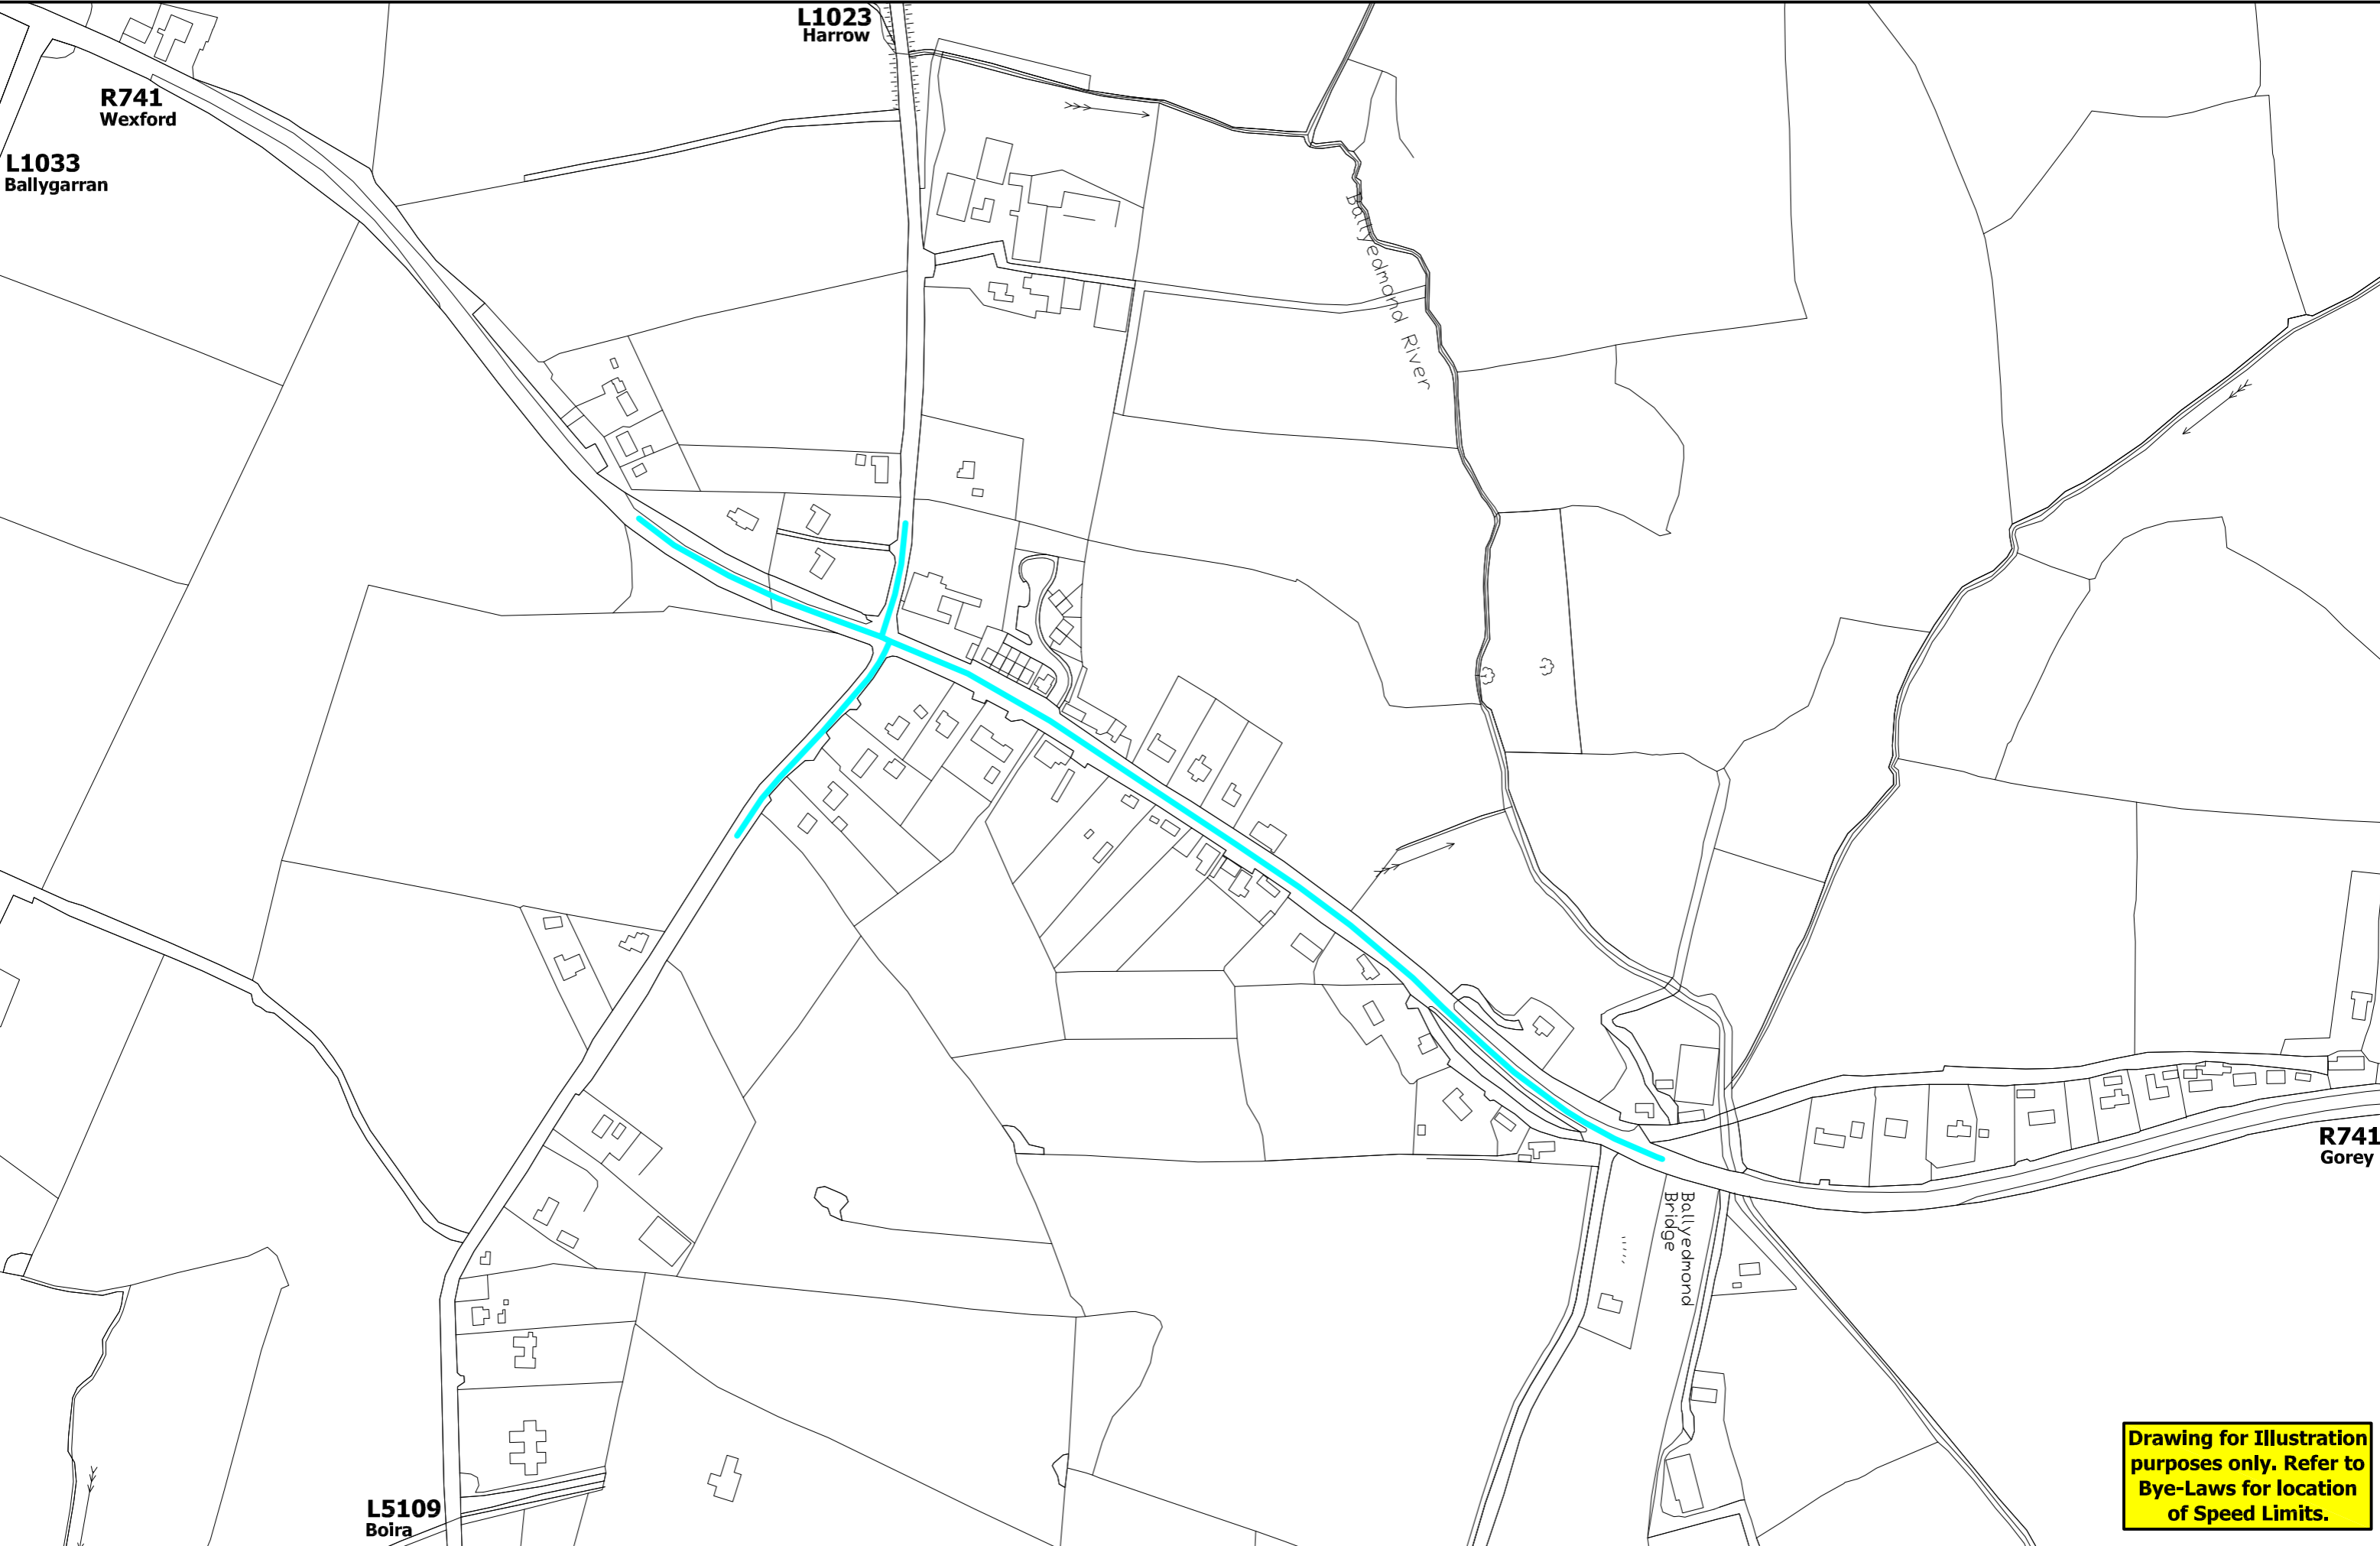 L1023
Harrow
R741
Wexford
L1033
Ballygarran
Ballyedmond River
R741
Gorey
Ballyedmond
Bridge
L5109
Boira
Drawing for Illustration
purposes only. Refer to
Bye-Laws for location
of Speed Limits.